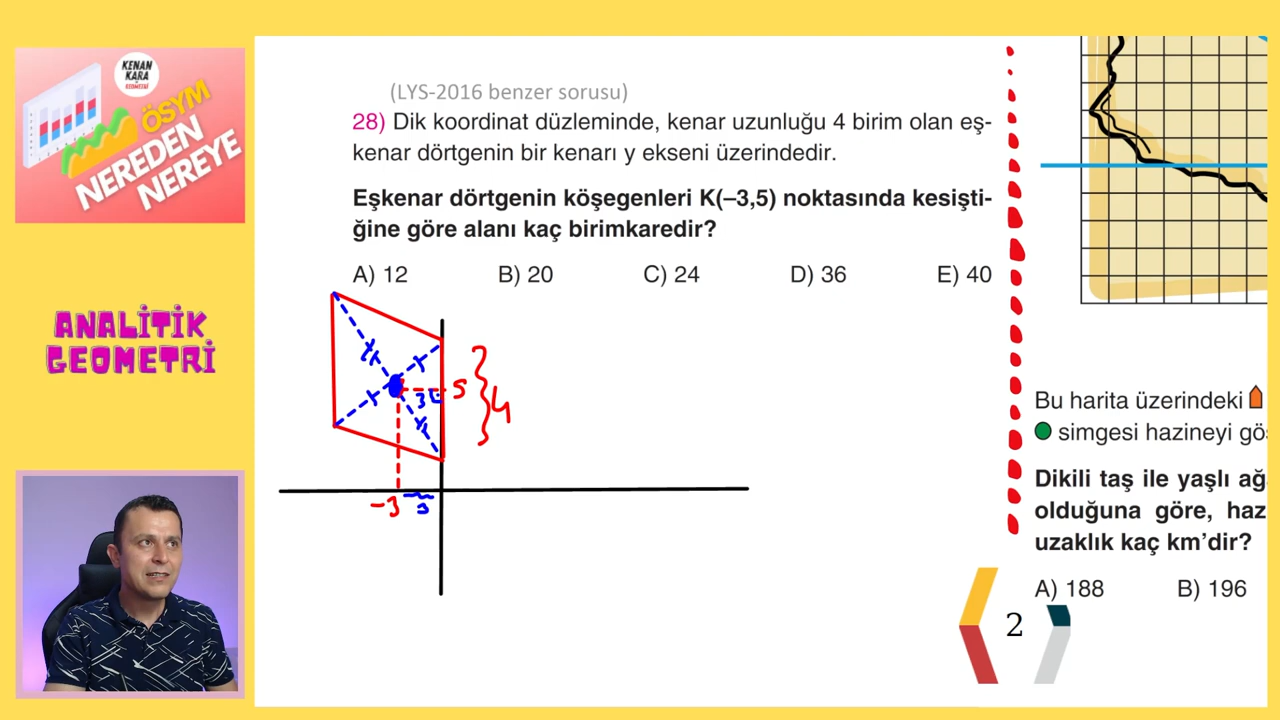 KENAN
KARA
GEOMETRİ
ÖSYM
NEREDEN
NEREYE
ANALİTİK
GEOMETRİ
(LYS-2016 benzer sorusu)
28) Dik koordinat düzleminde, kenar uzunluğu 4 birim olan eş-
kenar dörtgenin bir kenarı y ekseni üzerindedir.
Eşkenar dörtgenin köşegenleri K(–3,5) noktasında kesişti-
ğine göre alanı kaç birimkaredir?
A) 12 B) 20 C) 24 D) 36 E) 40
3 5 4
-3 3
Bu harita üzerindeki
simgesi hazineyi gö
Dikili taş ile yaşlı ağ
olduğuna göre, haz
uzaklık kaç km'dir?
A) 188 B) 196
2